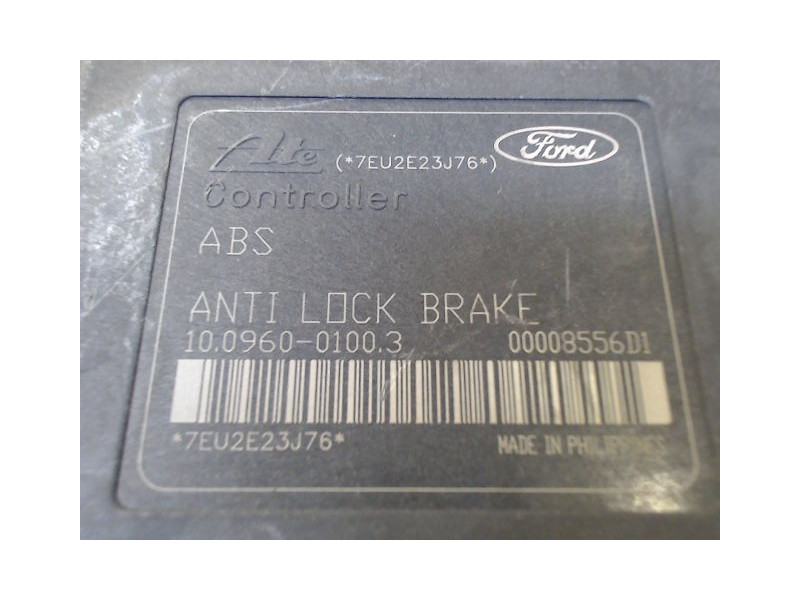 Ate (*7EU2E23J76*) Ford
Controller
ABS
ANTI LOCK BRAKE
10.0960-0100.3 00008556D1
*7EU2E23J76* MADE IN PHILIPPINES